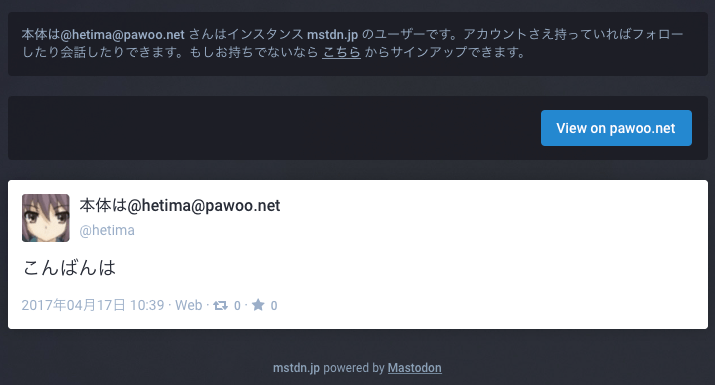 本体は@hetima@pawoo.net さんはインスタンス mstdn.jp のユーザーです。アカウントさえ持っていればフォロー
したり会話したりできます。もしお持ちでないなら こちら からサインアップできます。
View on pawoo.net
本体は@hetima@pawoo.net
@hetima
こんばんは
2017年04月17日 10:39 · Web · 0 · 0
mstdn.jp powered by Mastodon